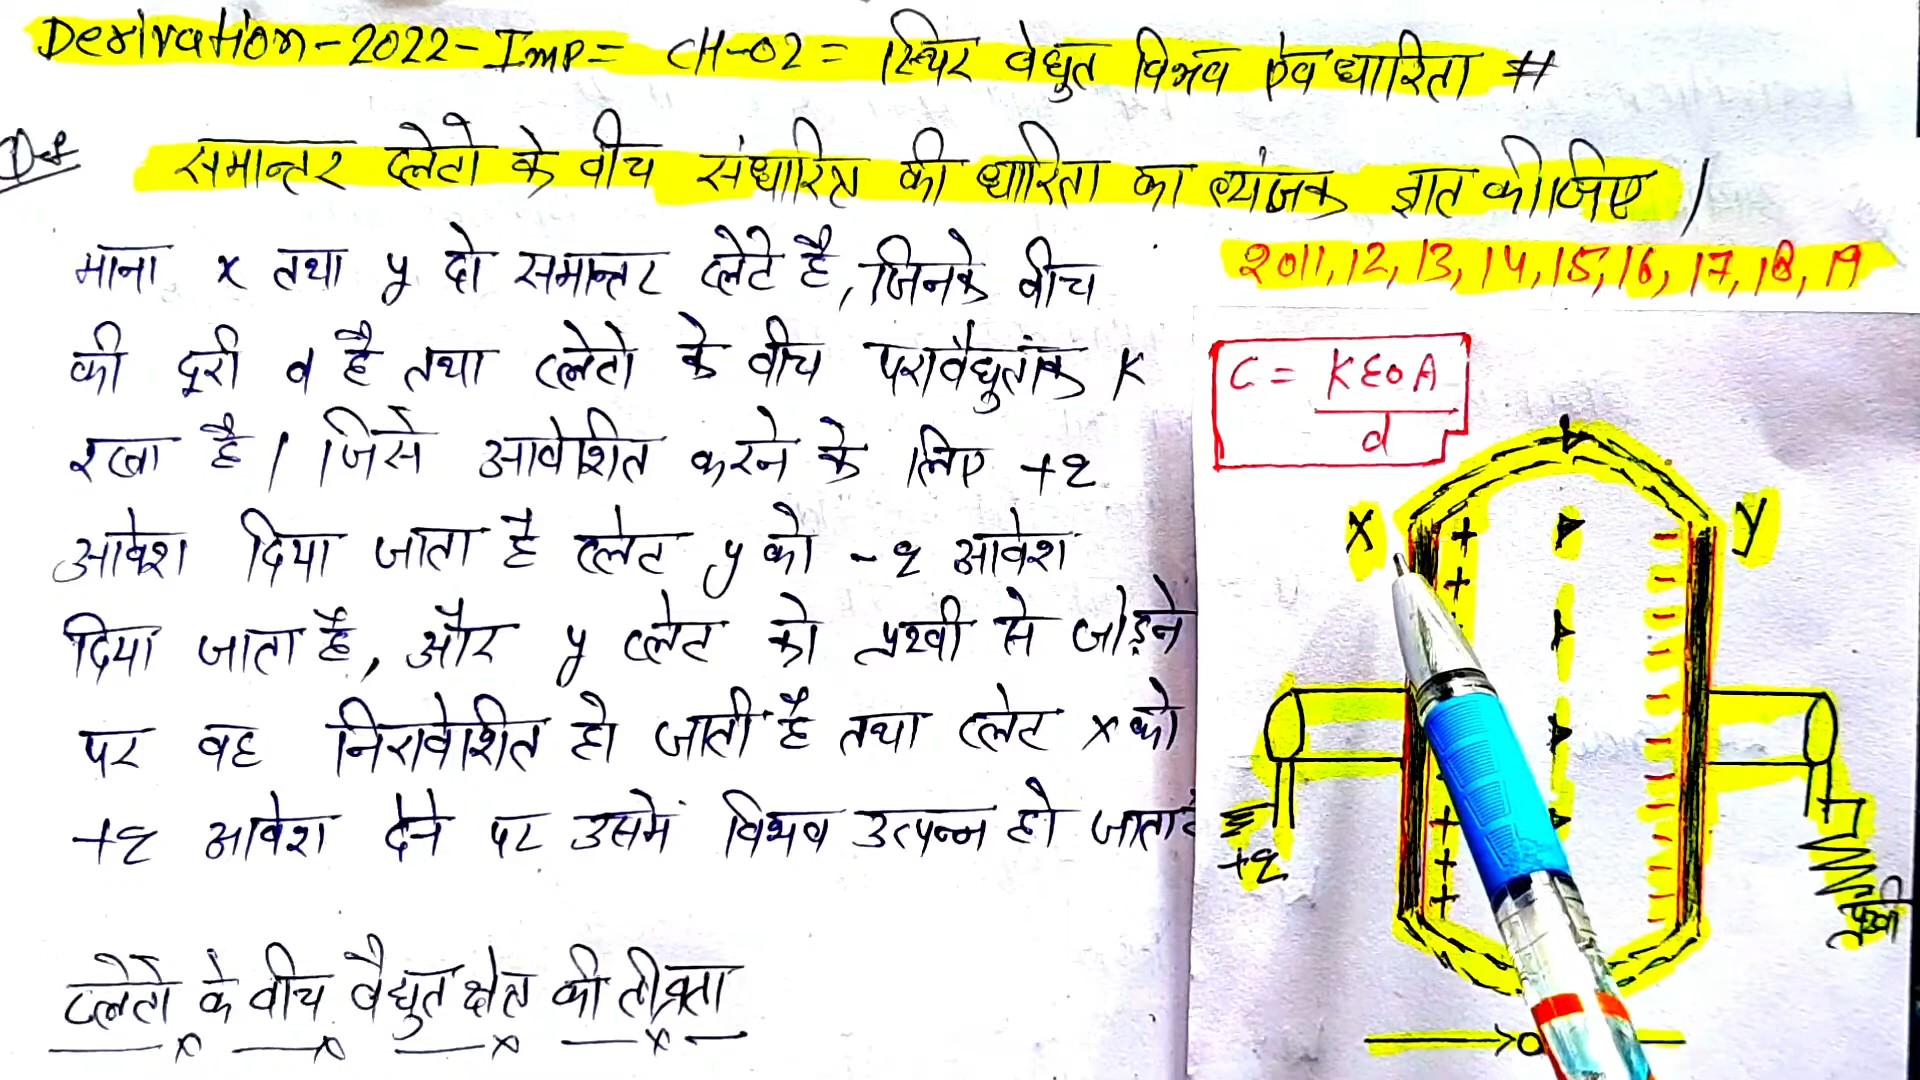 Derivation-2022-Imp= CH-02= स्थिर वेधुत विभव एंव धारिता #
समान्तर प्लेटो के बीच संधारित्र की धारिता का व्यंजक ज्ञात कीजिए |
2011,12,13,14,15,16,17,18,19
माना x तथा y दो समान्तर प्लेटे है, जिनके बीच
की दूरी d है तथा प्लेटो के बीच परावैधुतांक K
रखा है | जिसे आवेशित करने के लिए +q
आवेश दिया जाता है प्लेट y को -q आवेश
दिया जाता है, और y प्लेट को प्रथ्वी से जोड़ने
पर वह निरावेशित हो जाती है तथा प्लेट x को
+q आवेश देने पर उसमें विभव उत्पन्न हो जाता है
प्लेटो के बीच वैद्युत क्षेत्र की तीव्रता
C = Kε0A
d
X
Y
+q